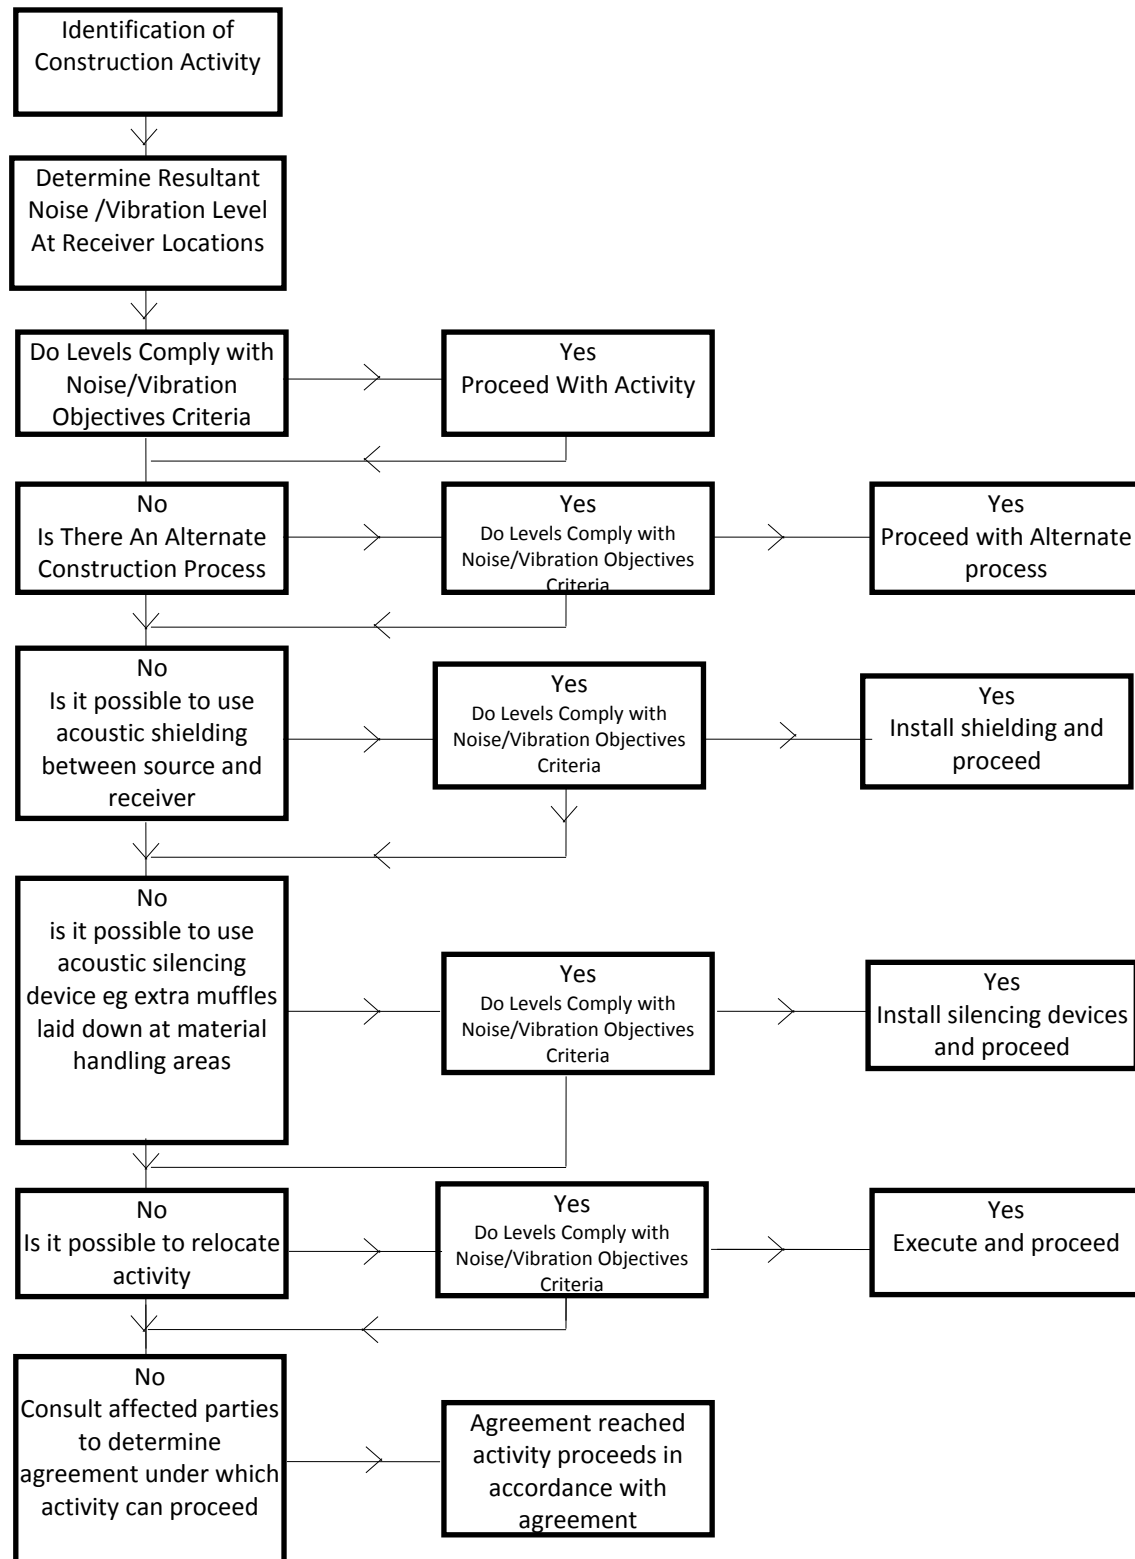 Identification of
Construction Activity
Determine Resultant
Noise /Vibration Level
At Receiver Locations
Do Levels Comply with
Noise/Vibration
Objectives Criteria
Yes
Proceed With Activity
No
Is There An Alternate
Construction Process
Yes
Do Levels Comply with
Noise/Vibration Objectives
Criteria
Yes
Proceed with Alternate
process
No
Is it possible to use
acoustic shielding
between source and
receiver
Yes
Do Levels Comply with
Noise/Vibration Objectives
Criteria
Yes
Install shielding and
proceed
No
is it possible to use
acoustic silencing
device eg extra muffles
laid down at material
handling areas
Yes
Do Levels Comply with
Noise/Vibration Objectives
Criteria
Yes
Install silencing devices
and proceed
No
Is it possible to relocate
activity
Yes
Do Levels Comply with
Noise/Vibration Objectives
Criteria
Yes
Execute and proceed
No
Consult affected parties
to determine
agreement under which
activity can proceed
Agreement reached
activity proceeds in
accordance with
agreement